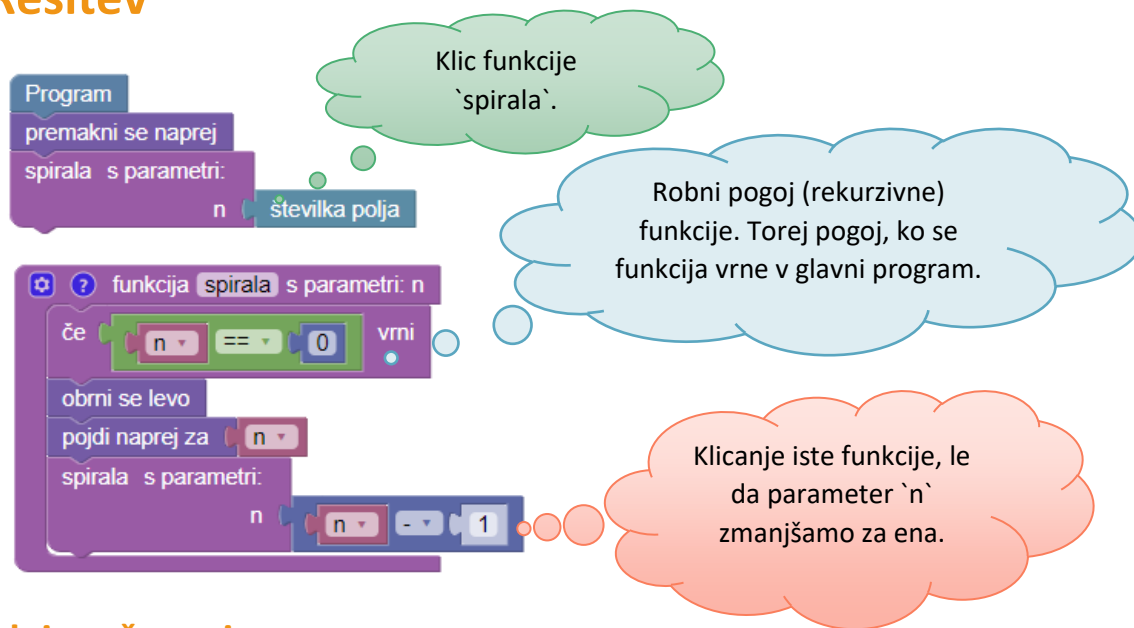 Rešitev
Klic funkcije
`spirala`.
Program
premakni se naprej
spirala s parametri:
n številka polja
Robni pogoj (rekurzivne)
funkcije. Torej pogoj, ko se
funkcija vrne v glavni program.
? funkcija spirala s parametri: n
če n == 0 vrni
obrni se levo
pojdi naprej za n
spirala s parametri:
n n - 1
Klicanje iste funkcije, le
da parameter `n`
zmanjšamo za ena.